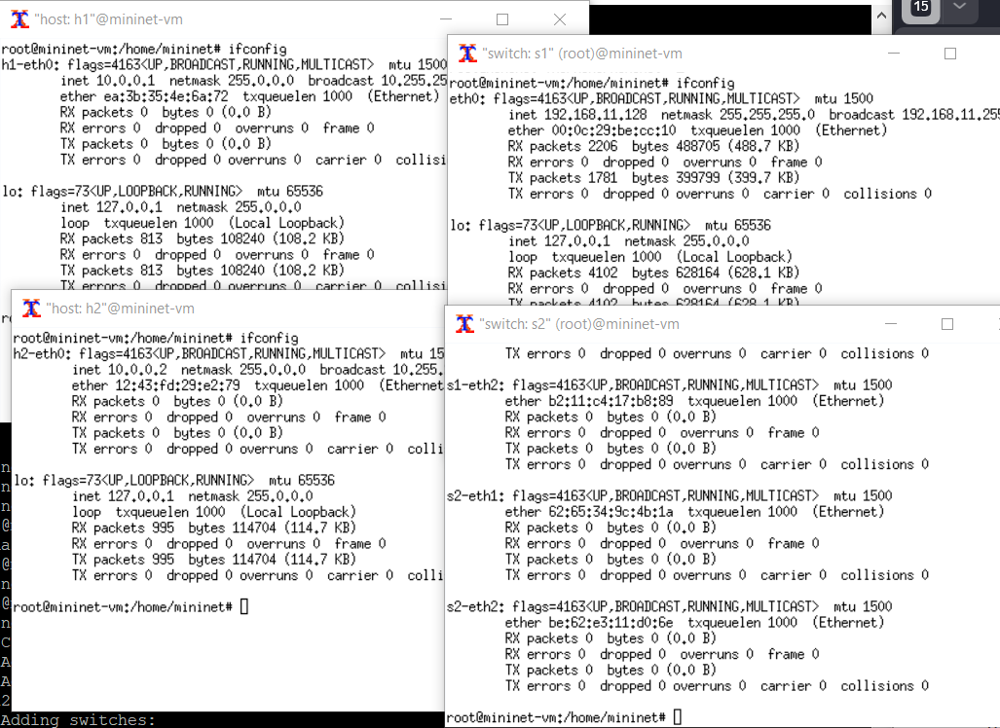 "host: h1"@mininet-vm
root@mininet-vm:/home/mininet# ifconfig
h1-eth0: flags=4163<UP,BROADCAST,RUNNING,MULTICAST>  mtu 1500
inet 10.0.0.1  netmask 255.0.0.0  broadcast 10.255.25
ether ea:3b:35:4e:6a:72  txqueuelen 1000  (Ethernet)
RX packets 0  bytes 0 (0.0 B)
RX errors 0  dropped 0  overruns 0  frame 0
TX packets 0  bytes 0 (0.0 B)
TX errors 0  dropped 0 overruns 0  carrier 0  collisi
lo: flags=73<UP,LOOPBACK,RUNNING>  mtu 65536
inet 127.0.0.1  netmask 255.0.0.0
loop  txqueuelen 1000  (Local Loopback)
RX packets 813  bytes 108240 (108.2 KB)
RX errors 0  dropped 0  overruns 0  frame 0
TX packets 813  bytes 108240 (108.2 KB)
TX errors 0  dropped 0 overruns 0  carrier 0  collisi
15
"switch: s1" (root)@mininet-vm
root@mininet-vm:/home/mininet# ifconfig
eth0: flags=4163<UP,BROADCAST,RUNNING,MULTICAST>  mtu 1500
inet 192.168.11.128  netmask 255.255.255.0  broadcast 192.168.11.255
ether 00:0c:29:be:cc:10  txqueuelen 1000  (Ethernet)
RX packets 2206  bytes 488705 (488.7 KB)
RX errors 0  dropped 0  overruns 0  frame 0
TX packets 1781  bytes 399799 (399.7 KB)
TX errors 0  dropped 0 overruns 0  carrier 0  collisions 0
lo: flags=73<UP,LOOPBACK,RUNNING>  mtu 65536
inet 127.0.0.1  netmask 255.0.0.0
loop  txqueuelen 1000  (Local Loopback)
RX packets 4102  bytes 628164 (628.1 KB)
RX errors 0  dropped 0  overruns 0  frame 0
TX packets 4102  bytes 628164 (628.1 KB)
"host: h2"@mininet-vm
root@mininet-vm:/home/mininet# ifconfig
h2-eth0: flags=4163<UP,BROADCAST,RUNNING,MULTICAST>  mtu 15
inet 10.0.0.2  netmask 255.0.0.0  broadcast 10.255.
ether 12:43:fd:29:e2:79  txqueuelen 1000  (Ethernet
RX packets 0  bytes 0 (0.0 B)
RX errors 0  dropped 0  overruns 0  frame 0
TX packets 0  bytes 0 (0.0 B)
TX errors 0  dropped 0 overruns 0  carrier 0  colli
lo: flags=73<UP,LOOPBACK,RUNNING>  mtu 65536
inet 127.0.0.1  netmask 255.0.0.0
loop  txqueuelen 1000  (Local Loopback)
RX packets 995  bytes 114704 (114.7 KB)
RX errors 0  dropped 0  overruns 0  frame 0
TX packets 995  bytes 114704 (114.7 KB)
TX errors 0  dropped 0 overruns 0  carrier 0  colli
root@mininet-vm:/home/mininet#
"switch: s2" (root)@mininet-vm
TX errors 0  dropped 0 overruns 0  carrier 0  collisions 0
s1-eth2: flags=4163<UP,BROADCAST,RUNNING,MULTICAST>  mtu 1500
ether b2:11:c4:17:b8:89  txqueuelen 1000  (Ethernet)
RX packets 0  bytes 0 (0.0 B)
RX errors 0  dropped 0  overruns 0  frame 0
TX packets 0  bytes 0 (0.0 B)
TX errors 0  dropped 0 overruns 0  carrier 0  collisions 0
s2-eth1: flags=4163<UP,BROADCAST,RUNNING,MULTICAST>  mtu 1500
ether 62:65:34:9c:4b:1a  txqueuelen 1000  (Ethernet)
RX packets 0  bytes 0 (0.0 B)
RX errors 0  dropped 0  overruns 0  frame 0
TX packets 0  bytes 0 (0.0 B)
TX errors 0  dropped 0 overruns 0  carrier 0  collisions 0
s2-eth2: flags=4163<UP,BROADCAST,RUNNING,MULTICAST>  mtu 1500
ether be:62:e3:11:d0:6e  txqueuelen 1000  (Ethernet)
RX packets 0  bytes 0 (0.0 B)
RX errors 0  dropped 0  overruns 0  frame 0
TX packets 0  bytes 0 (0.0 B)
TX errors 0  dropped 0 overruns 0  carrier 0  collisions 0
root@mininet-vm:/home/mininet#
Adding switches: